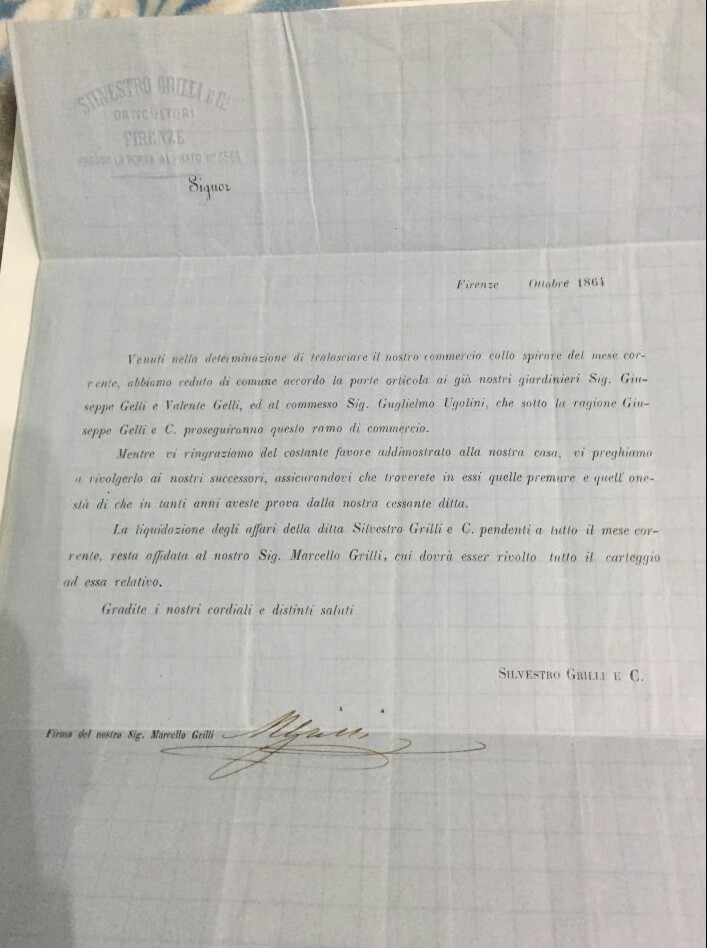 SILVESTRO GRILLI E C.
ORTICULTORI
FIRENZE
PRESSO LA PORTA AL PRATO
Signor
Firenze Ottobre 1864
Venuti nella determinazione di tralasciare il nostro commercio collo spirare del mese cor-
rente, abbiamo ceduto di comune accordo la parte orticola ai già nostri giardinieri Sig. Giu-
seppe Gelli e Valente Gelli, ed al commesso Sig. Guglielmo Ugolini, che sotto la ragione Giu-
seppe Gelli e C. proseguiranno questo ramo di commercio.
Mentre vi ringraziamo del costante favore addimostrato alla nostra casa, vi preghiamo
a rivolgerlo ai nostri successori, assicurandovi che troverete in essi quelle premure e quell' one-
stà di che in tanti anni aveste prova dalla nostra cessante ditta.
La liquidazione degli affari della ditta Silvestro Grilli e C. pendenti a tutto il mese cor-
rente, resta affidata al nostro Sig. Marcello Grilli, cui dovrà esser rivolto tutto il carteggio
ad essa relativo.
Gradite i nostri cordiali e distinti saluti
SILVESTRO GRILLI E C.
Firma del nostro Sig. Marcello Grilli MGrilli